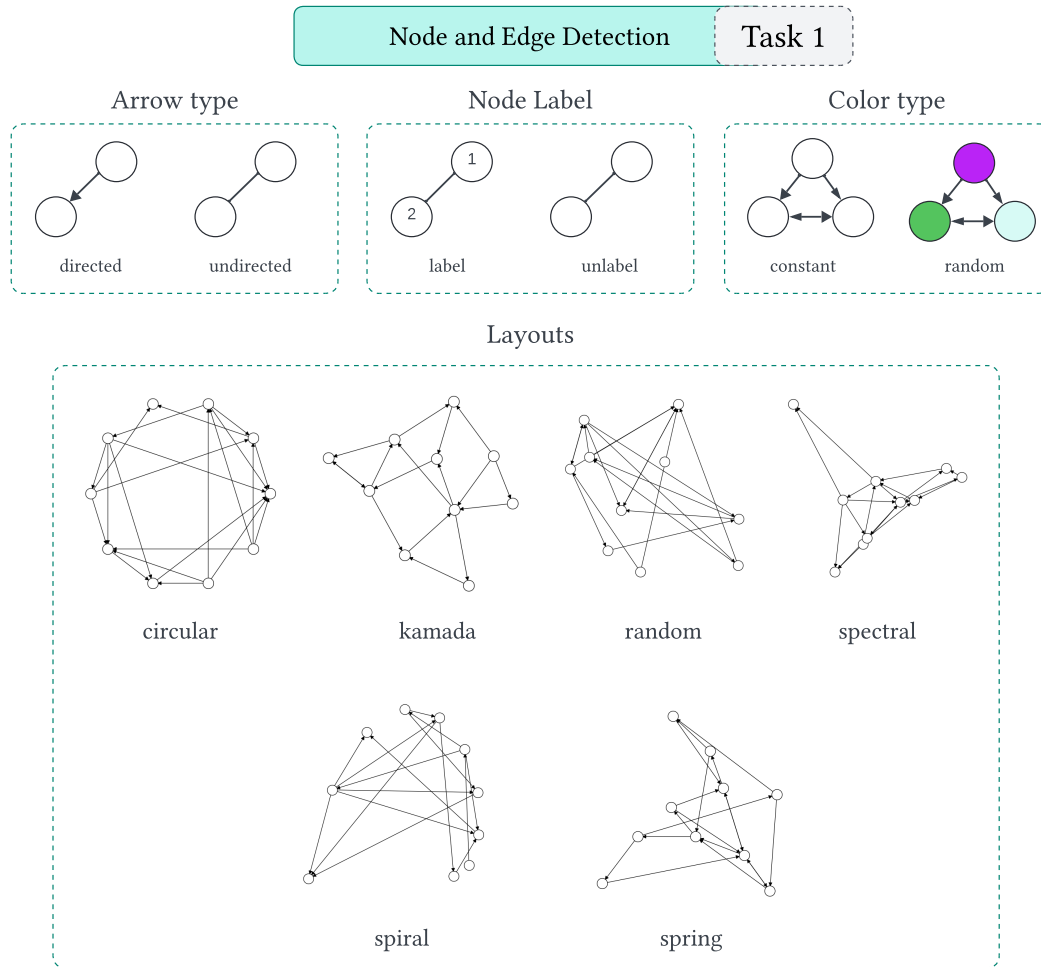 Node and Edge Detection
Task 1
Arrow type
Node Label
Color type
1
2
directed
undirected
label
unlabel
constant
random
Layouts
circular
kamada
random
spectral
spiral
spring